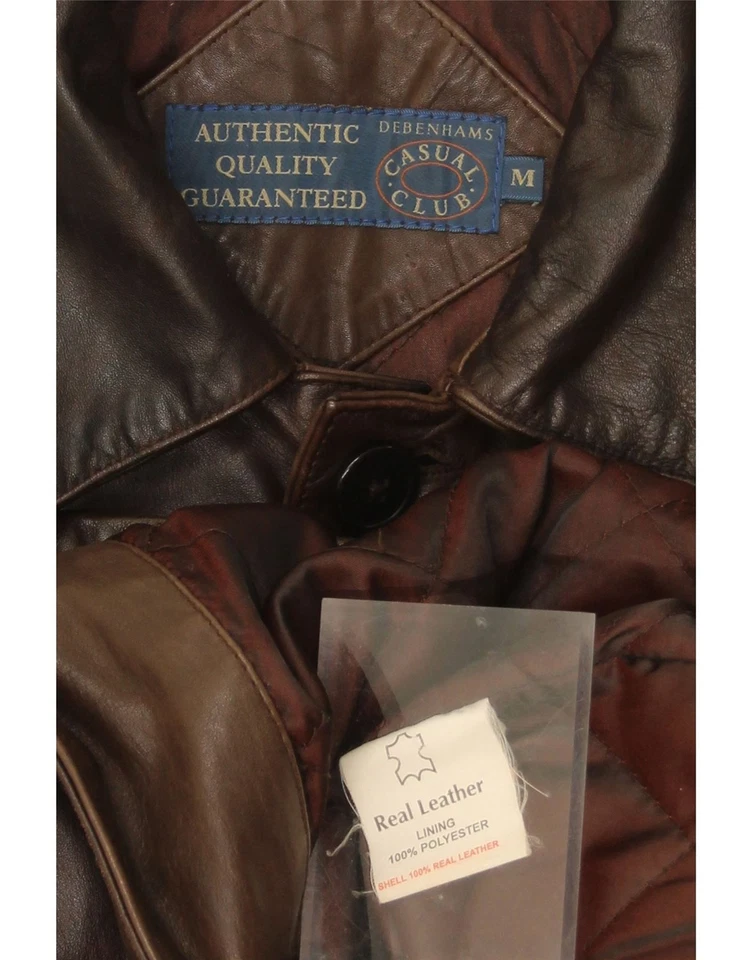 AUTHENTIC
QUALITY
GUARANTEED
DEBENHAMS
CASUAL
·CLUB·
M
Real Leather
LINING
100% POLYESTER
SHELL 100% REAL LEATHER